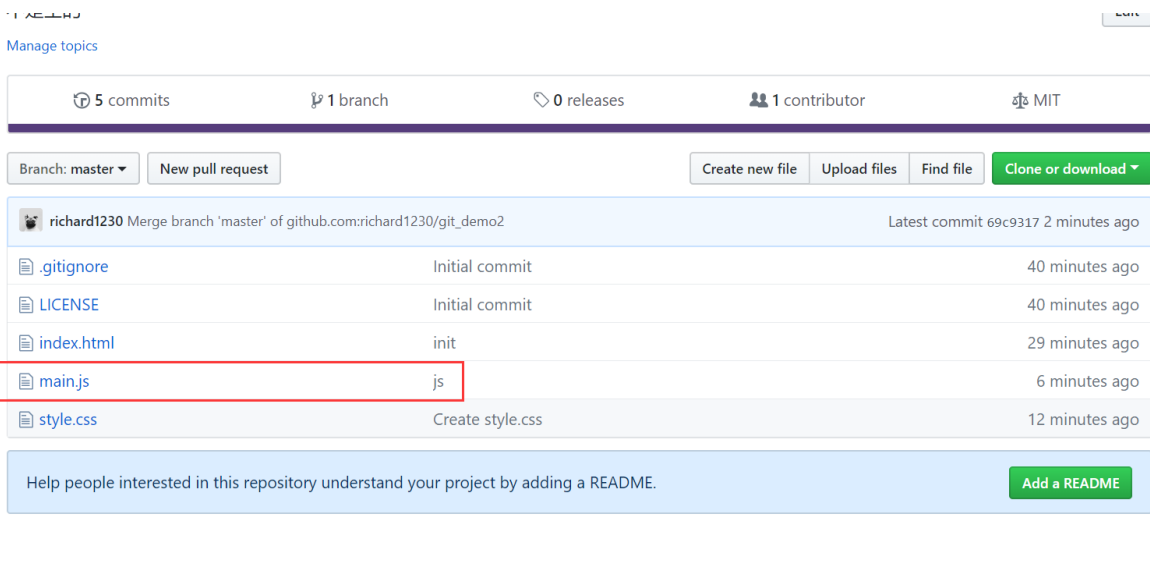 Manage topics
5 commits 1 branch 0 releases 1 contributor MIT
Branch: master New pull request Create new file Upload files Find file Clone or download
richard1230 Merge branch 'master' of github.com:richard1230/git_demo2 Latest commit 69c9317 2 minutes ago
.gitignore Initial commit 40 minutes ago
LICENSE Initial commit 40 minutes ago
index.html init 29 minutes ago
main.js js 6 minutes ago
style.css Create style.css 12 minutes ago
Help people interested in this repository understand your project by adding a README. Add a README